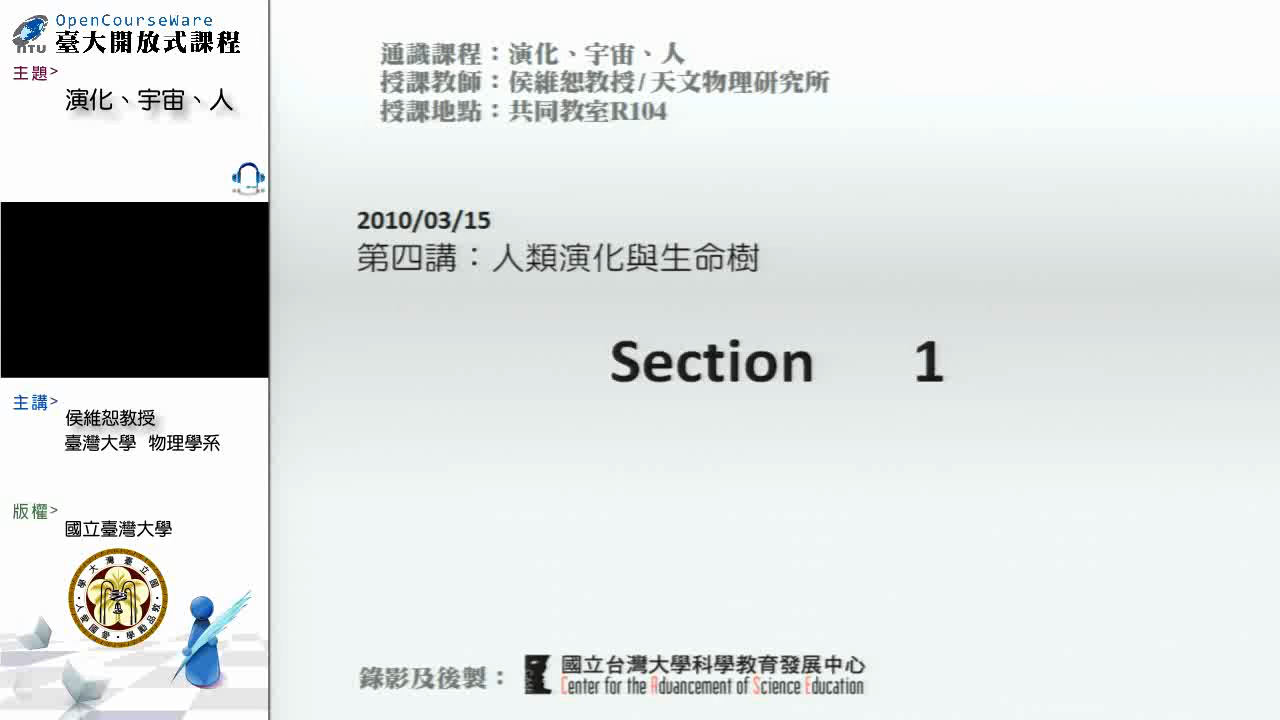 OpenCourseWare
NTU 臺大開放式課程
主題>
演化、宇宙、人
主講>
侯維恕教授
臺灣大學 物理學系
版權>
國立臺灣大學
通識課程：演化、宇宙、人
授課教師：侯維恕教授/天文物理研究所
授課地點：共同教室R104
2010/03/15
第四講：人類演化與生命樹
Section 1
錄影及後製：
國立台灣大學科學教育發展中心
Center for the Advancement of Science Education